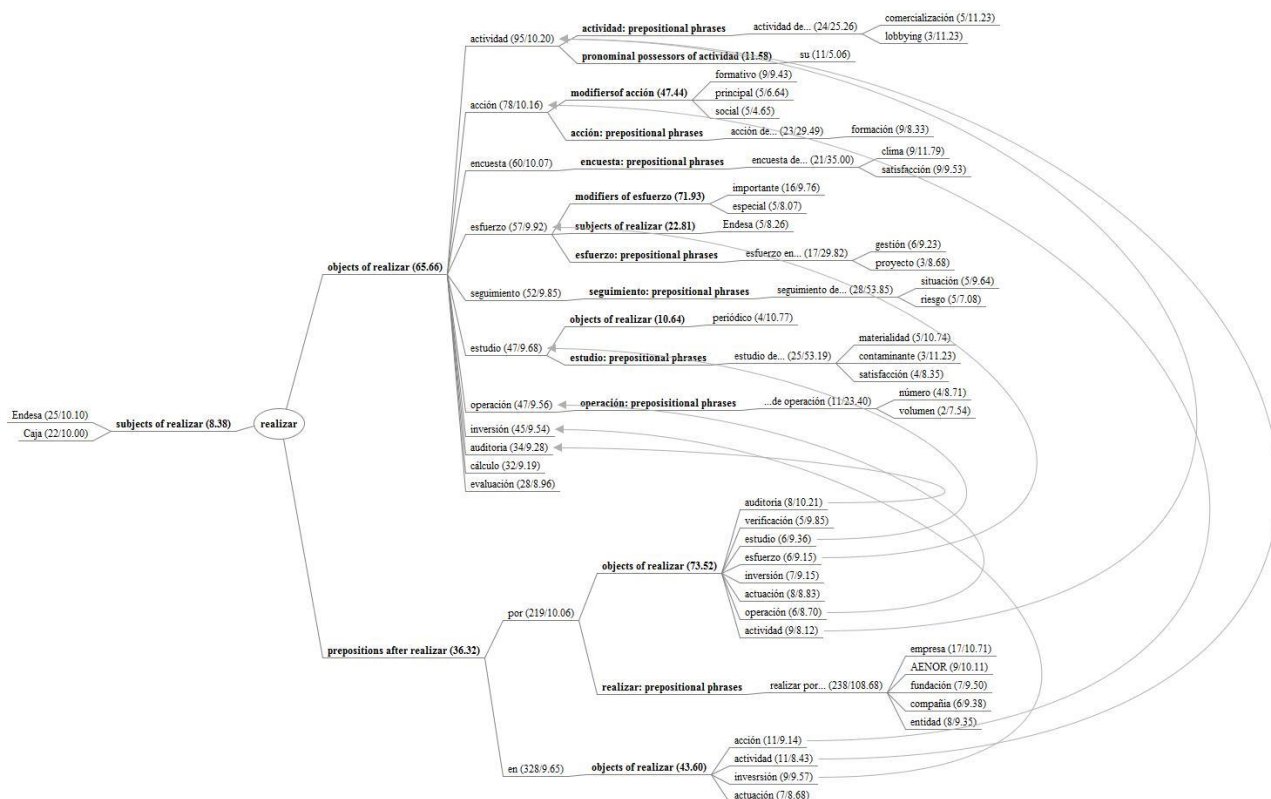 Endesa (25/10.10)
Caja (22/10.00)
subjects of realizar (8.38)
realizar
objects of realizar (65.66)
actividad (95/10.20)
actividad: prepositional phrases
actividad de... (24/25.26)
comercialización (5/11.23)
lobbying (3/11.23)
pronominal possessors of actividad (11.58)
su (11/5.06)
acción (78/10.16)
modifiersof acción (47.44)
formativo (9/9.43)
principal (5/6.64)
social (5/4.65)
acción: prepositional phrases
acción de... (23/29.49)
formación (9/8.33)
encuesta (60/10.07)
encuesta: prepositional phrases
encuesta de... (21/35.00)
clima (9/11.79)
satisfacción (9/9.53)
esfuerzo (57/9.92)
modifiers of esfuerzo (71.93)
importante (16/9.76)
especial (5/8.07)
subjects of realizar (22.81)
Endesa (5/8.26)
esfuerzo: prepositional phrases
esfuerzo en... (17/29.82)
gestión (6/9.23)
proyecto (3/8.68)
seguimiento (52/9.85)
seguimiento: prepositional phrases
seguimiento de... (28/53.85)
situación (5/9.64)
riesgo (5/7.08)
estudio (47/9.68)
objects of realizar (10.64)
periódico (4/10.77)
estudio: prepositional phrases
estudio de... (25/53.19)
materialidad (5/10.74)
contaminante (3/11.23)
satisfacción (4/8.35)
operación (47/9.56)
operación: preposisitional phrases
...de operación (11/23.40)
número (4/8.71)
volumen (2/7.54)
inversión (45/9.54)
auditoria (34/9.28)
cálculo (32/9.19)
evaluación (28/8.96)
prepositions after realizar (36.32)
por (219/10.06)
objects of realizar (73.52)
auditoría (8/10.21)
verificación (5/9.85)
estudio (6/9.36)
esfuerzo (6/9.15)
inversión (7/9.15)
actuación (8/8.83)
operación (6/8.70)
actividad (9/8.12)
realizar: prepositional phrases
realizar por... (238/108.68)
empresa (17/10.71)
AENOR (9/10.11)
fundación (7/9.50)
compañia (6/9.38)
entidad (8/9.35)
en (328/9.65)
objects of realizar (43.60)
acción (11/9.14)
actividad (11/8.43)
invesrsión (9/9.57)
actuación (7/8.68)